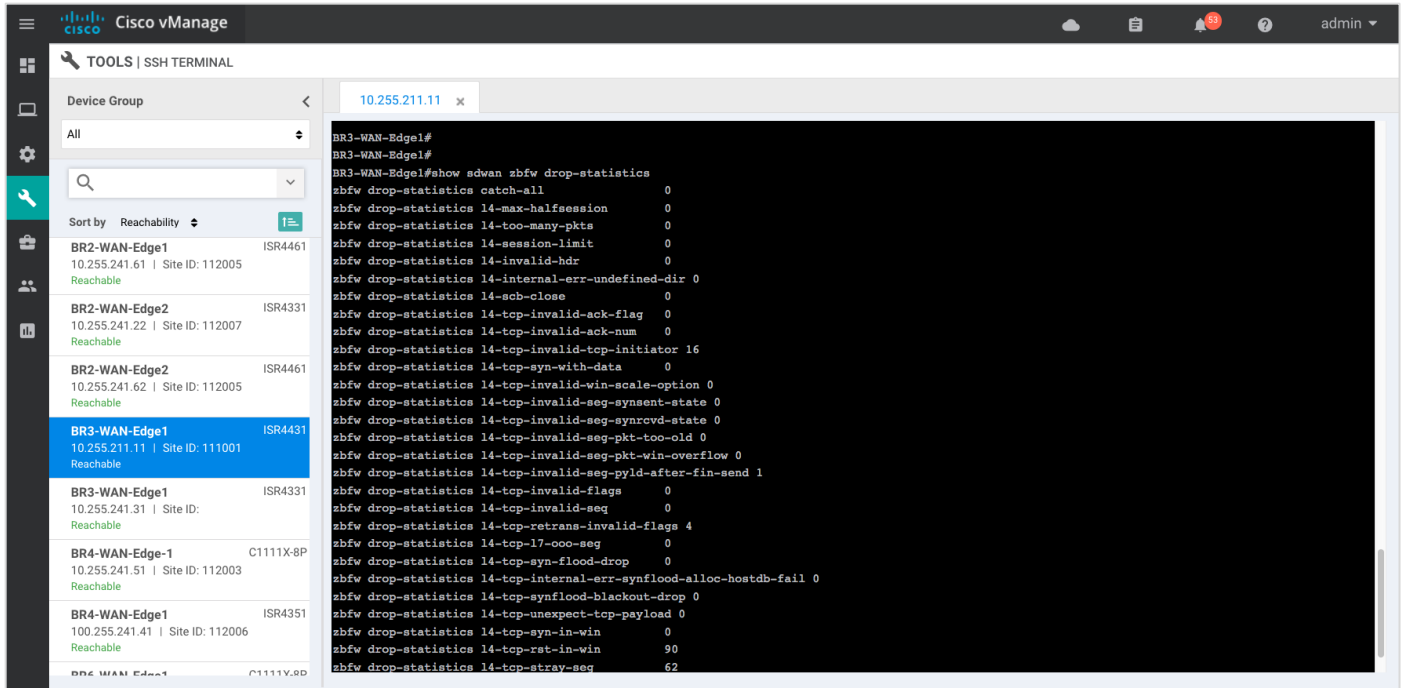 cisco Cisco vManage
53
admin
TOOLS | SSH TERMINAL
Device Group
All
Sort by Reachability
BR2-WAN-Edge1 ISR4461
10.255.241.61 | Site ID: 112005
Reachable
BR2-WAN-Edge2 ISR4331
10.255.241.22 | Site ID: 112007
Reachable
BR2-WAN-Edge2 ISR4461
10.255.241.62 | Site ID: 112005
Reachable
BR3-WAN-Edge1 ISR4431
10.255.211.11 | Site ID: 111001
Reachable
BR3-WAN-Edge1 ISR4331
10.255.241.31 | Site ID:
Reachable
BR4-WAN-Edge-1 C1111X-8P
10.255.241.51 | Site ID: 112003
Reachable
BR4-WAN-Edge1 ISR4351
100.255.241.41 | Site ID: 112006
Reachable
BR6-WAN-Edge1 C1111X-8P
10.255.211.11 x
BR3-WAN-Edge1#
BR3-WAN-Edge1#
BR3-WAN-Edge1#show sdwan zbfw drop-statistics
zbfw drop-statistics catch-all 0
zbfw drop-statistics l4-max-halfsession 0
zbfw drop-statistics l4-too-many-pkts 0
zbfw drop-statistics l4-session-limit 0
zbfw drop-statistics l4-invalid-hdr 0
zbfw drop-statistics l4-internal-err-undefined-dir 0
zbfw drop-statistics l4-scb-close 0
zbfw drop-statistics l4-tcp-invalid-ack-flag 0
zbfw drop-statistics l4-tcp-invalid-ack-num 0
zbfw drop-statistics l4-tcp-invalid-tcp-initiator 16
zbfw drop-statistics l4-tcp-syn-with-data 0
zbfw drop-statistics l4-tcp-invalid-win-scale-option 0
zbfw drop-statistics l4-tcp-invalid-seg-synsent-state 0
zbfw drop-statistics l4-tcp-invalid-seg-synrcvd-state 0
zbfw drop-statistics l4-tcp-invalid-seg-pkt-too-old 0
zbfw drop-statistics l4-tcp-invalid-seg-pkt-win-overflow 0
zbfw drop-statistics l4-tcp-invalid-seg-pyld-after-fin-send 1
zbfw drop-statistics l4-tcp-invalid-flags 0
zbfw drop-statistics l4-tcp-invalid-seq 0
zbfw drop-statistics l4-tcp-retrans-invalid-flags 4
zbfw drop-statistics l4-tcp-l7-ooo-seg 0
zbfw drop-statistics l4-tcp-syn-flood-drop 0
zbfw drop-statistics l4-tcp-internal-err-synflood-alloc-hostdb-fail 0
zbfw drop-statistics l4-tcp-synflood-blackout-drop 0
zbfw drop-statistics l4-tcp-unexpect-tcp-payload 0
zbfw drop-statistics l4-tcp-syn-in-win 0
zbfw drop-statistics l4-tcp-rst-in-win 90
zbfw drop-statistics l4-tcp-stray-seg 62